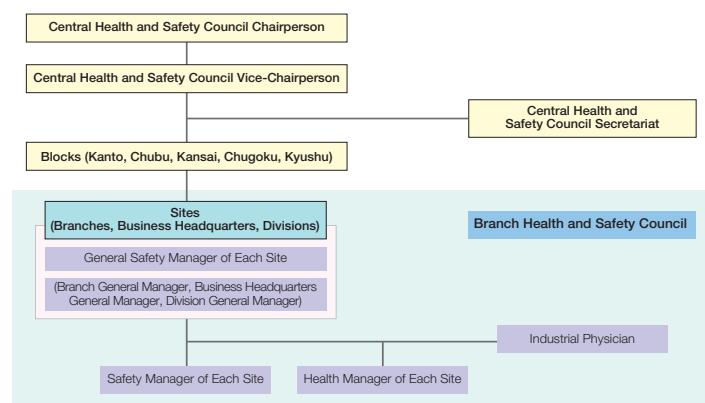 Central Health and Safety Council Chairperson
Central Health and Safety Council Vice-Chairperson
Central Health and
Safety Council Secretariat
Blocks (Kanto, Chubu, Kansai, Chugoku, Kyushu)
Sites
(Branches, Business Headquarters, Divisions)
Branch Health and Safety Council
General Safety Manager of Each Site
(Branch General Manager, Business Headquarters
General Manager, Division General Manager)
Industrial Physician
Safety Manager of Each Site
Health Manager of Each Site